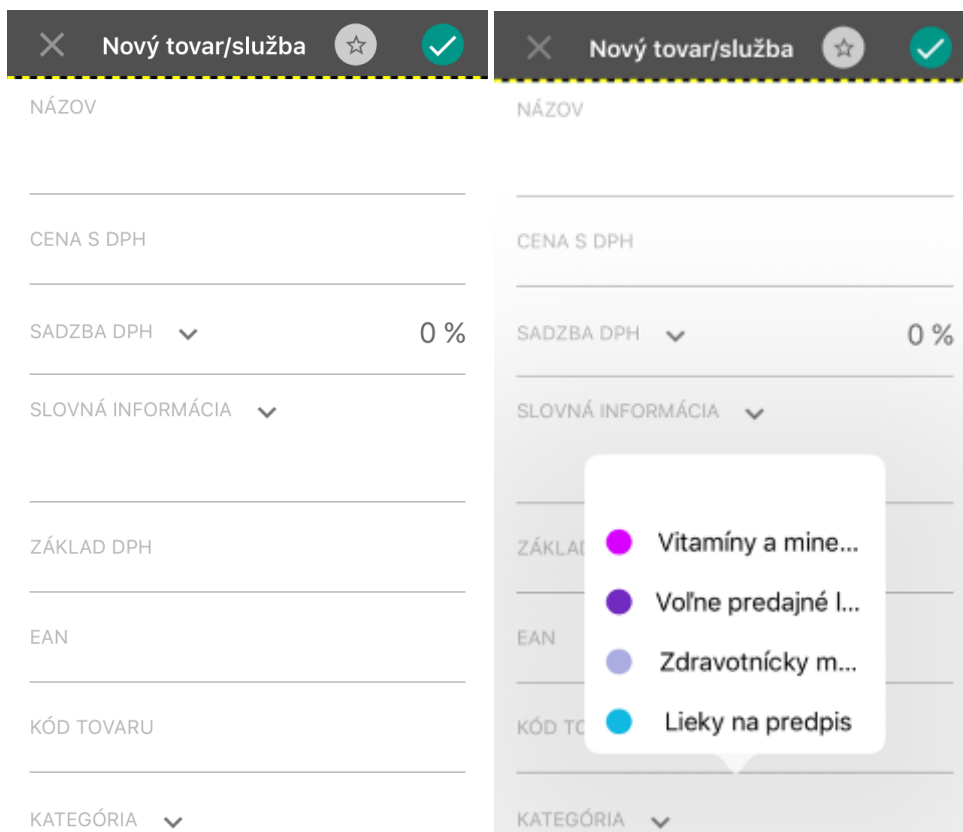 Nový tovar/služba
NÁZOV
CENA S DPH
SADZBA DPH 0 %
SLOVNÁ INFORMÁCIA
ZÁKLAD DPH
EAN
KÓD TOVARU
KATEGÓRIA
Nový tovar/služba
NÁZOV
CENA S DPH
SADZBA DPH 0 %
SLOVNÁ INFORMÁCIA
ZÁKLAD
Vitamíny a mine...
Voľne predajné l...
EAN
Zdravotnícky m...
KÓD TO
Lieky na predpis
KATEGÓRIA